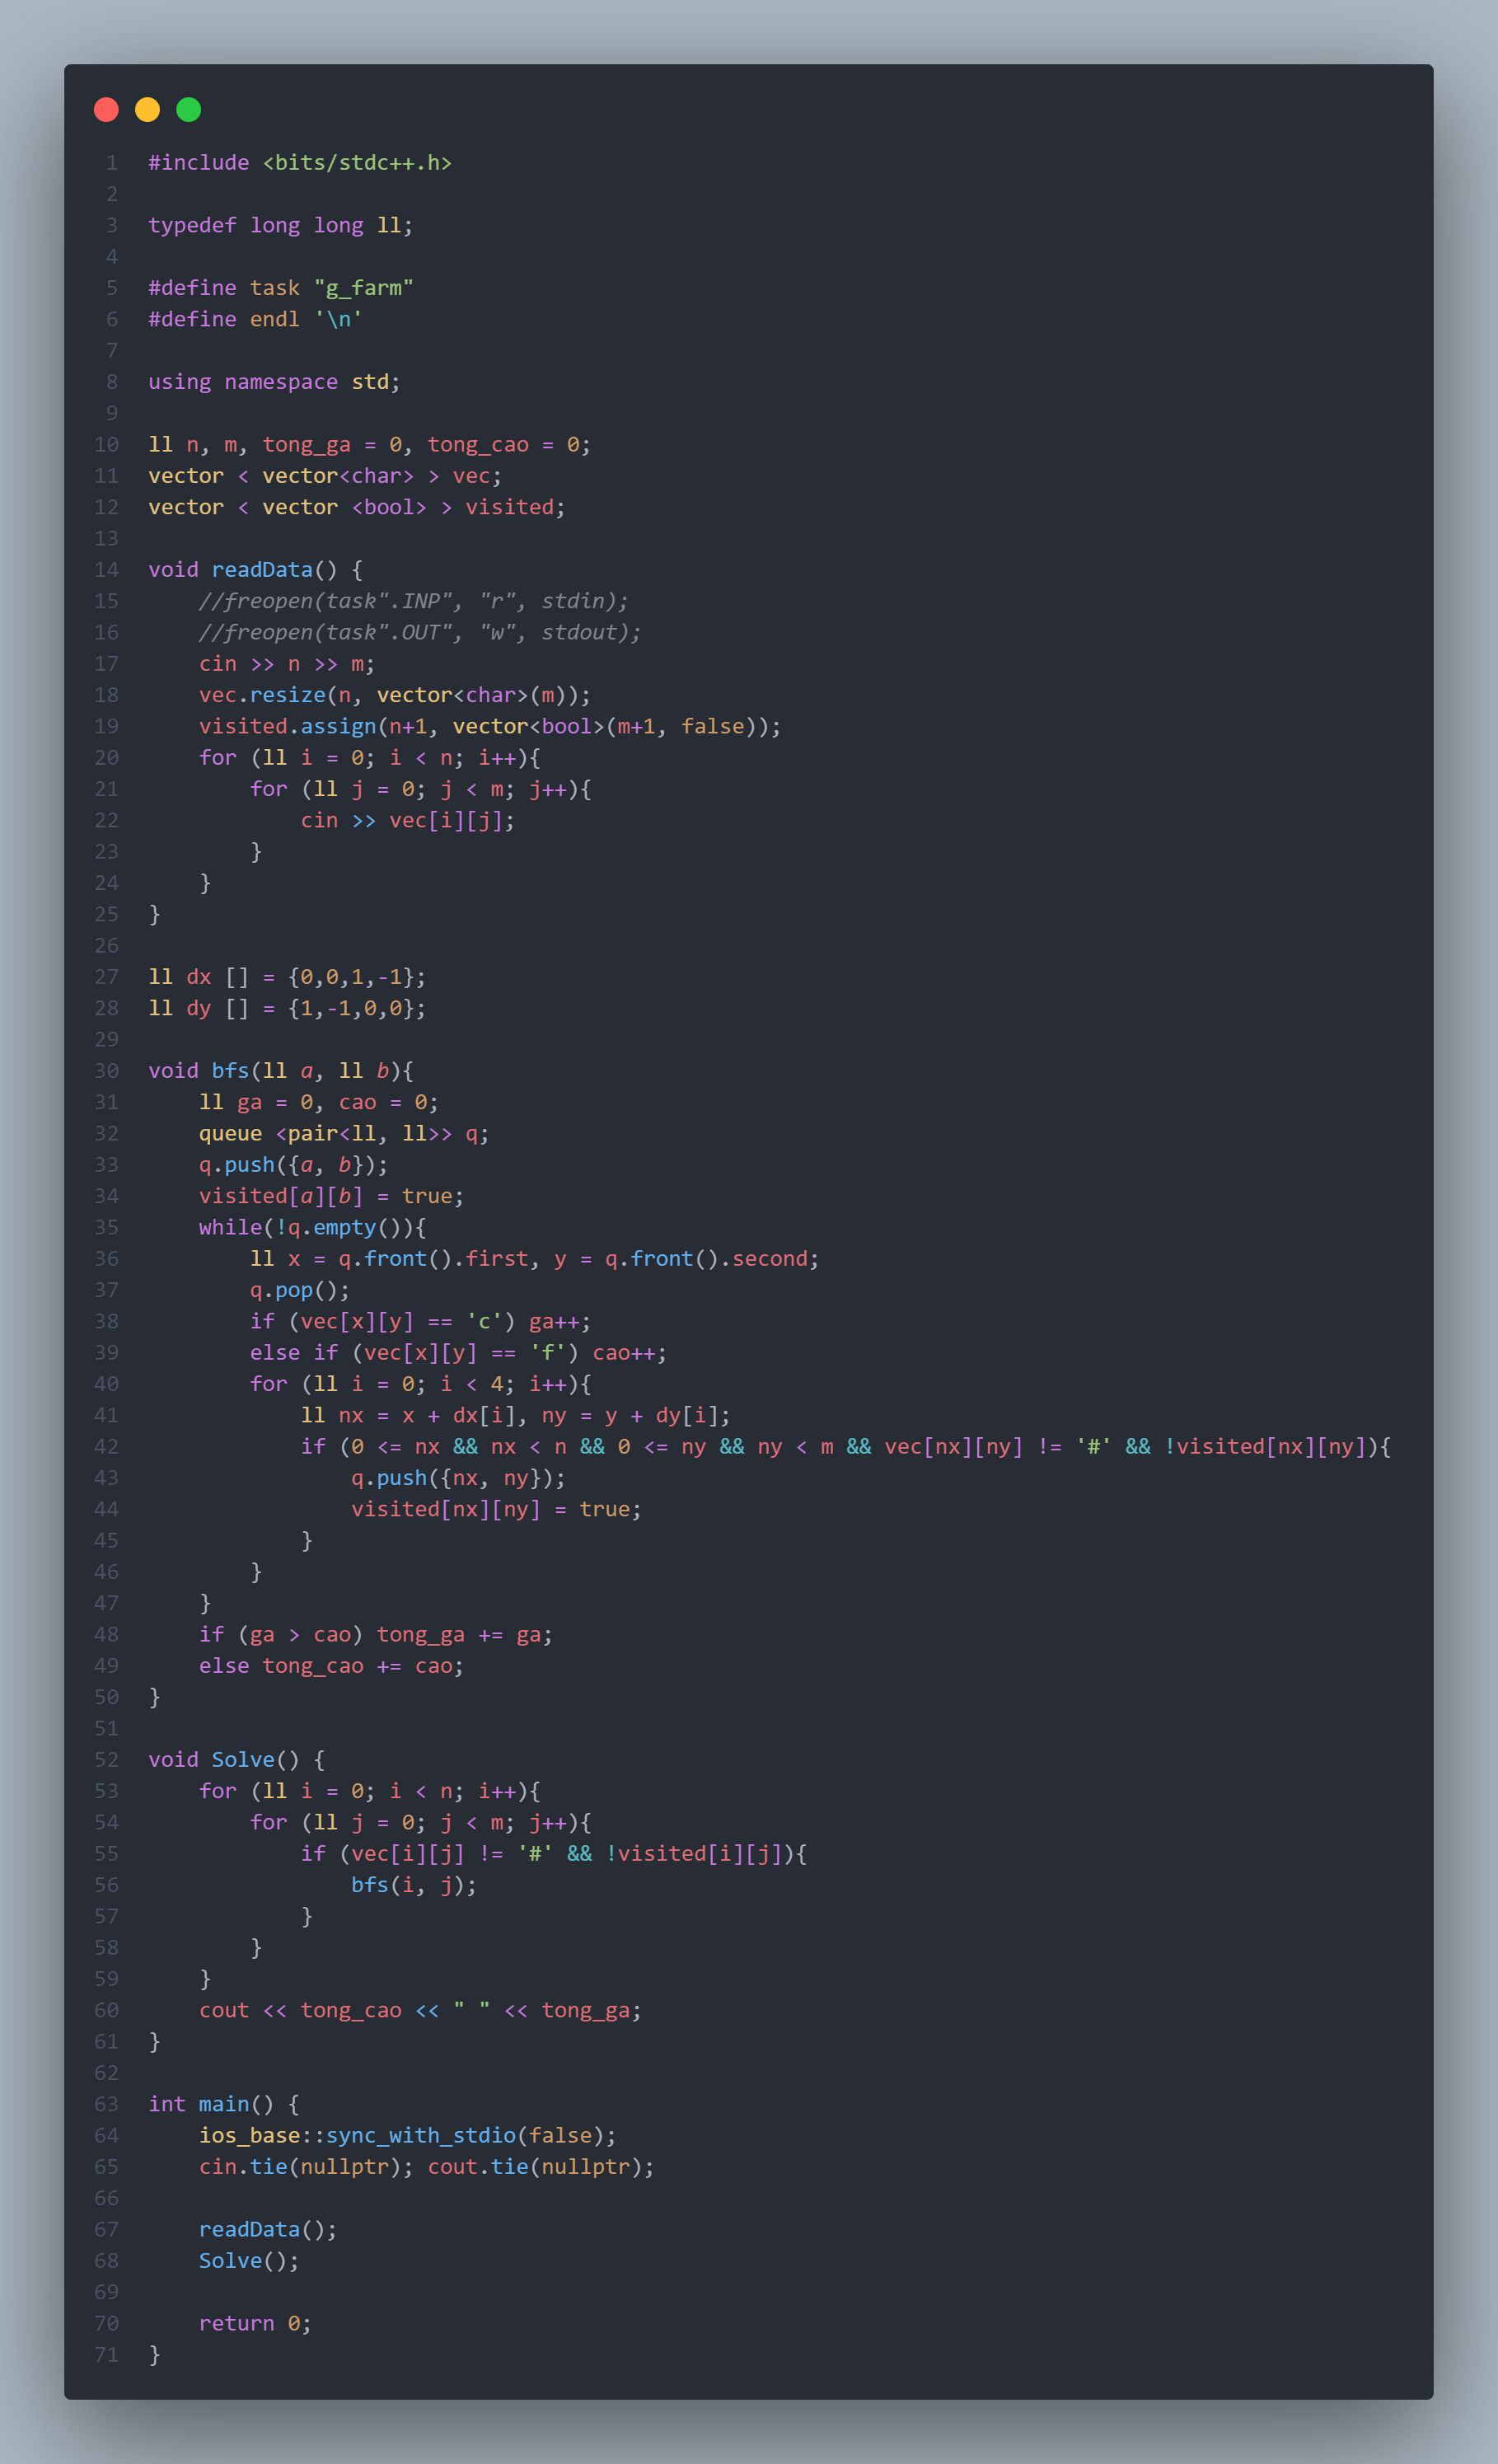 1 #include <bits/stdc++.h>
2
3 typedef long long ll;
4
5 #define task "g_farm"
6 #define endl '\n'
7
8 using namespace std;
9
10 ll n, m, tong_ga = 0, tong_cao = 0;
11 vector < vector<char> > vec;
12 vector < vector <bool> > visited;
13
14 void readData() {
15     //freopen(task".INP", "r", stdin);
16     //freopen(task".OUT", "w", stdout);
17     cin >> n >> m;
18     vec.resize(n, vector<char>(m));
19     visited.assign(n+1, vector<bool>(m+1, false));
20     for (ll i = 0; i < n; i++){
21         for (ll j = 0; j < m; j++){
22             cin >> vec[i][j];
23         }
24     }
25 }
26
27 ll dx [] = {0,0,1,-1};
28 ll dy [] = {1,-1,0,0};
29
30 void bfs(ll a, ll b){
31     ll ga = 0, cao = 0;
32     queue <pair<ll, ll>> q;
33     q.push({a, b});
34     visited[a][b] = true;
35     while(!q.empty()){
36         ll x = q.front().first, y = q.front().second;
37         q.pop();
38         if (vec[x][y] == 'c') ga++;
39         else if (vec[x][y] == 'f') cao++;
40         for (ll i = 0; i < 4; i++){
41             ll nx = x + dx[i], ny = y + dy[i];
42             if (0 <= nx && nx < n && 0 <= ny && ny < m && vec[nx][ny] != '#' && !visited[nx][ny]){
43                 q.push({nx, ny});
44                 visited[nx][ny] = true;
45             }
46         }
47     }
48     if (ga > cao) tong_ga += ga;
49     else tong_cao += cao;
50 }
51
52 void Solve() {
53     for (ll i = 0; i < n; i++){
54         for (ll j = 0; j < m; j++){
55             if (vec[i][j] != '#' && !visited[i][j]){
56                 bfs(i, j);
57             }
58         }
59     }
60     cout << tong_cao << " " << tong_ga;
61 }
62
63 int main() {
64     ios_base::sync_with_stdio(false);
65     cin.tie(nullptr); cout.tie(nullptr);
66
67     readData();
68     Solve();
69
70     return 0;
71 }